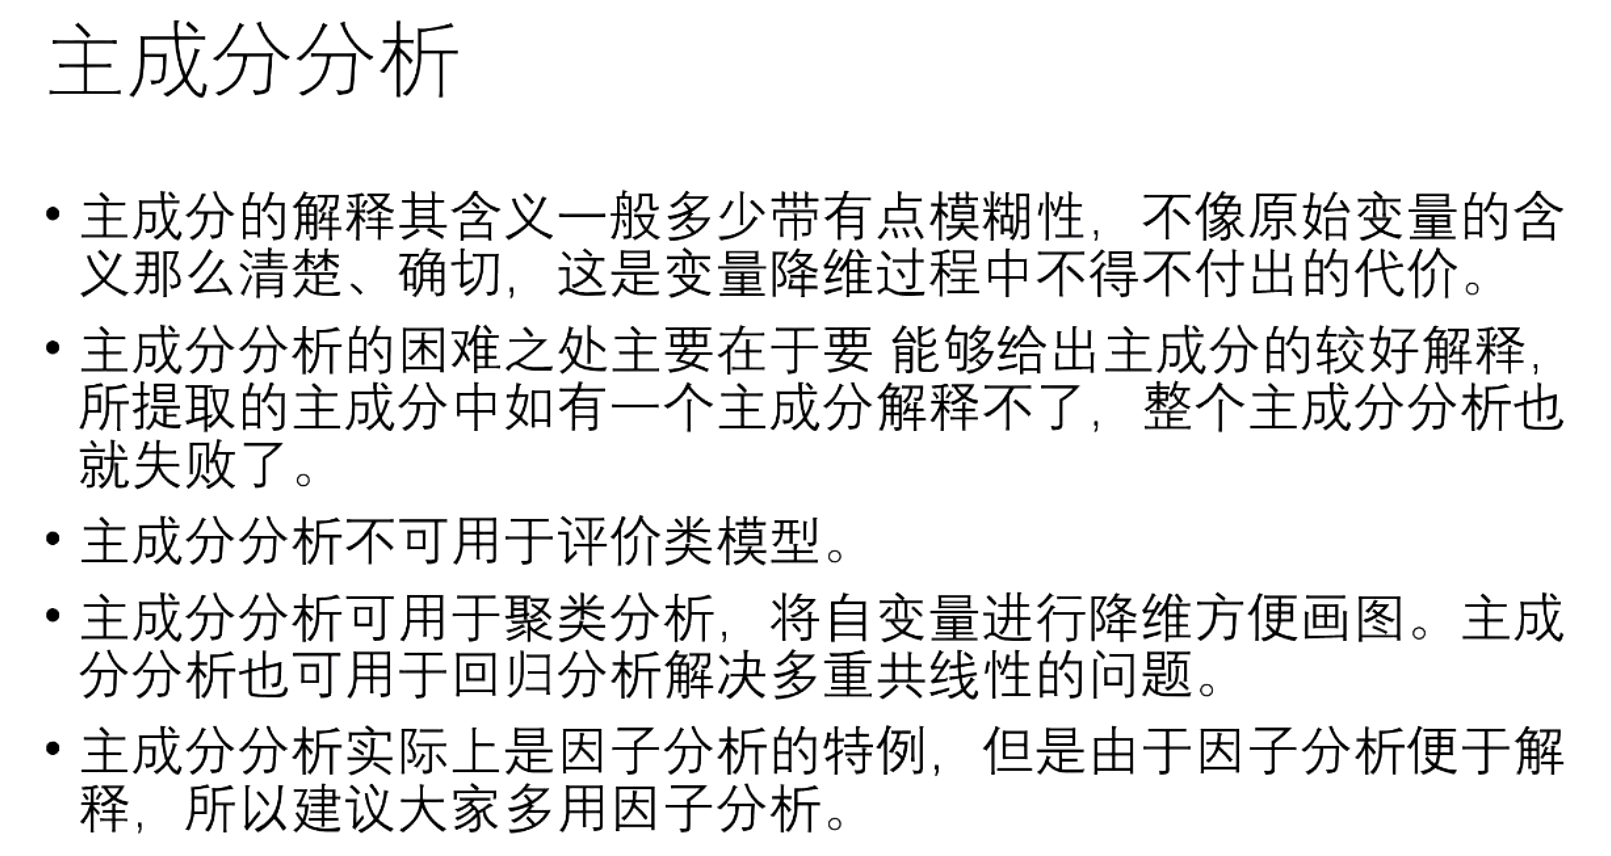 主成分分析
• 主成分的解释其含义一般多少带有点模糊性，不像原始变量的含
义那么清楚、确切，这是变量降维过程中不得不付出的代价。
• 主成分分析的困难之处主要在于要 能够给出主成分的较好解释，
所提取的主成分中如有一个主成分解释不了，整个主成分分析也
就失败了。
• 主成分分析不可用于评价类模型。
• 主成分分析可用于聚类分析，将自变量进行降维方便画图。主成
分分析也可用于回归分析解决多重共线性的问题。
• 主成分分析实际上是因子分析的特例，但是由于因子分析便于解
释，所以建议大家多用因子分析。